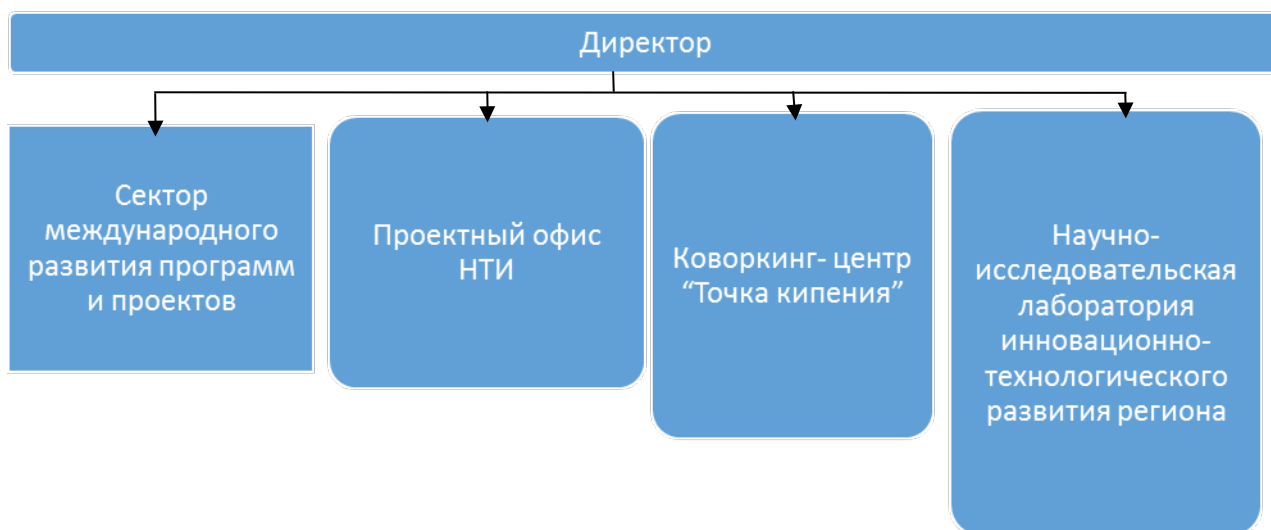 Директор
Сектор
международного
развития программ
и проектов
Проектный офис
НТИ
Коворкинг- центр
“Точка кипения”
Научно-
исследовательская
лаборатория
инновационно-
технологического
развития региона